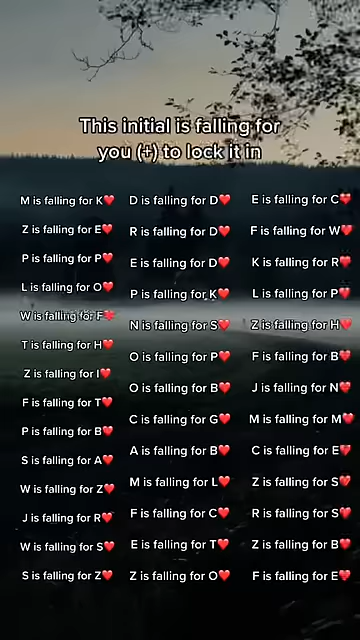 This initial is falling for
you (+) to lock it in
M is falling for K❤️
Z is falling for E❤️
P is falling for P❤️
L is falling for O❤️
W is falling for F❤️
T is falling for H❤️
Z is falling for I❤️
F is falling for T❤️
P is falling for B❤️
S is falling for A❤️
W is falling for Z❤️
J is falling for R❤️
W is falling for S❤️
S is falling for Z❤️
D is falling for D❤️
R is falling for D❤️
E is falling for D❤️
P is falling for K❤️
N is falling for S❤️
O is falling for P❤️
O is falling for B❤️
C is falling for G❤️
A is falling for B❤️
M is falling for L❤️
F is falling for C❤️
E is falling for T❤️
Z is falling for O❤️
E is falling for C❤️
F is falling for W❤️
K is falling for R❤️
L is falling for P❤️
Z is falling for H❤️
F is falling for B❤️
J is falling for N❤️
M is falling for M❤️
C is falling for E❤️
Z is falling for S❤️
R is falling for S❤️
Z is falling for B❤️
F is falling for E❤️